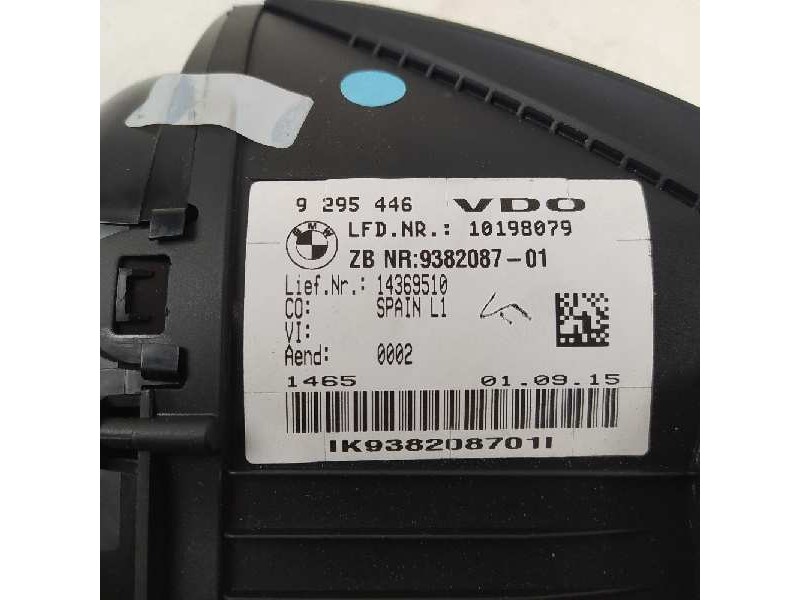 9 295 446 VDO
BMW
LFD.NR.: 10198079
ZB NR:9382087-01
Lief.Nr.: 14369510
CO: SPAIN L1
VI:
Aend: 0002
1465 01.09.15
IK938208701I